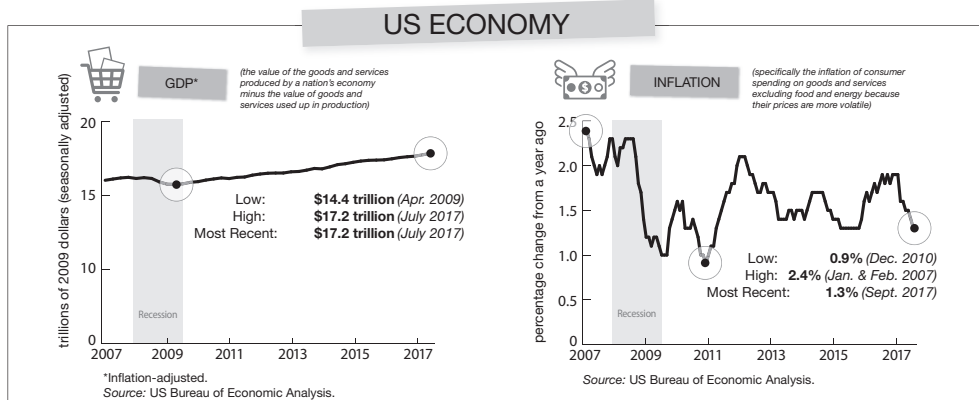 US ECONOMY
GDP*
(the value of the goods and services
produced by a nation's economy
minus the value of goods and
services used up in production)
trillions of 2009 dollars (seasonally adjusted)
20
15
10
0
Recession
Low: $14.4 trillion (Apr. 2009)
High: $17.2 trillion (July 2017)
Most Recent: $17.2 trillion (July 2017)
2007 2009 2011 2013 2015 2017
*Inflation-adjusted.
Source: US Bureau of Economic Analysis.
INFLATION
(specifically the inflation of consumer
spending on goods and services
excluding food and energy because
their prices are more volatile)
percentage change from a year ago
2.5
2.0
1.5
1.0
0.5
0
Recession
Low: 0.9% (Dec. 2010)
High: 2.4% (Jan. & Feb. 2007)
Most Recent: 1.3% (Sept. 2017)
2007 2009 2011 2013 2015 2017
Source: US Bureau of Economic Analysis.